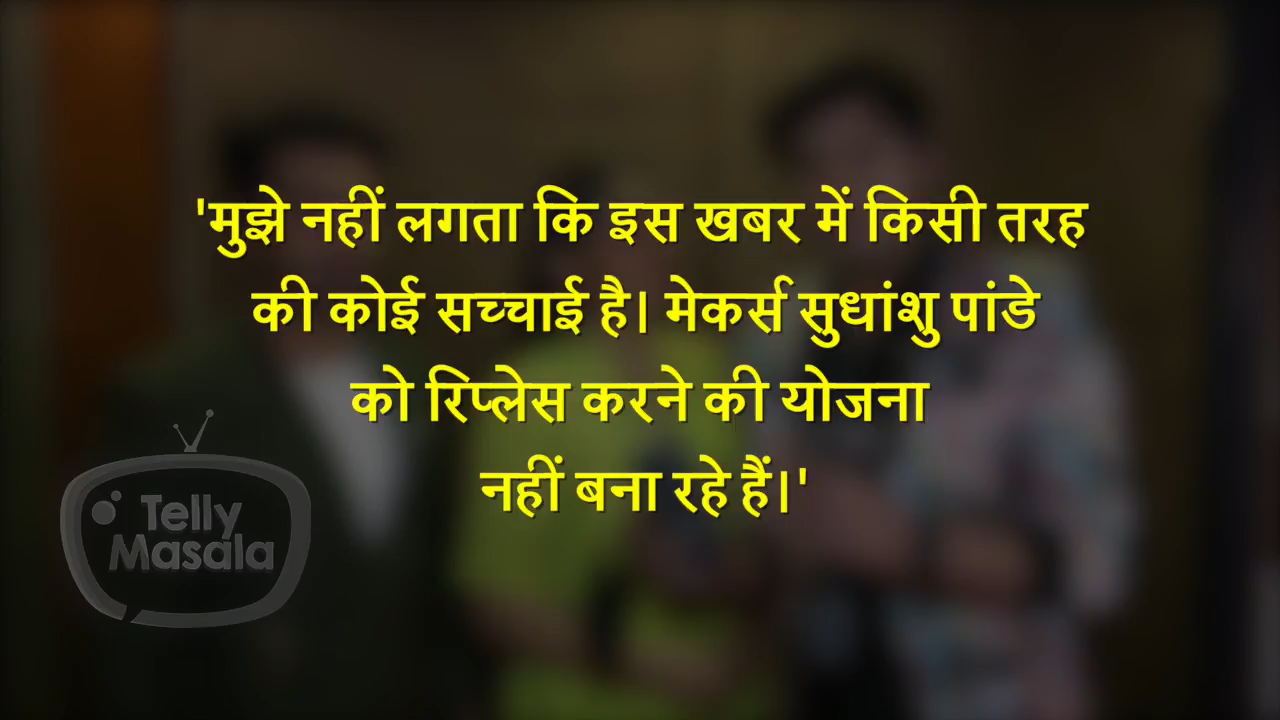 'मुझे नहीं लगता कि इस खबर में किसी तरह
की कोई सच्चाई है। मेकर्स सुधांशु पांडे
को रिप्लेस करने की योजना
नहीं बना रहे हैं।'
Telly
Masala